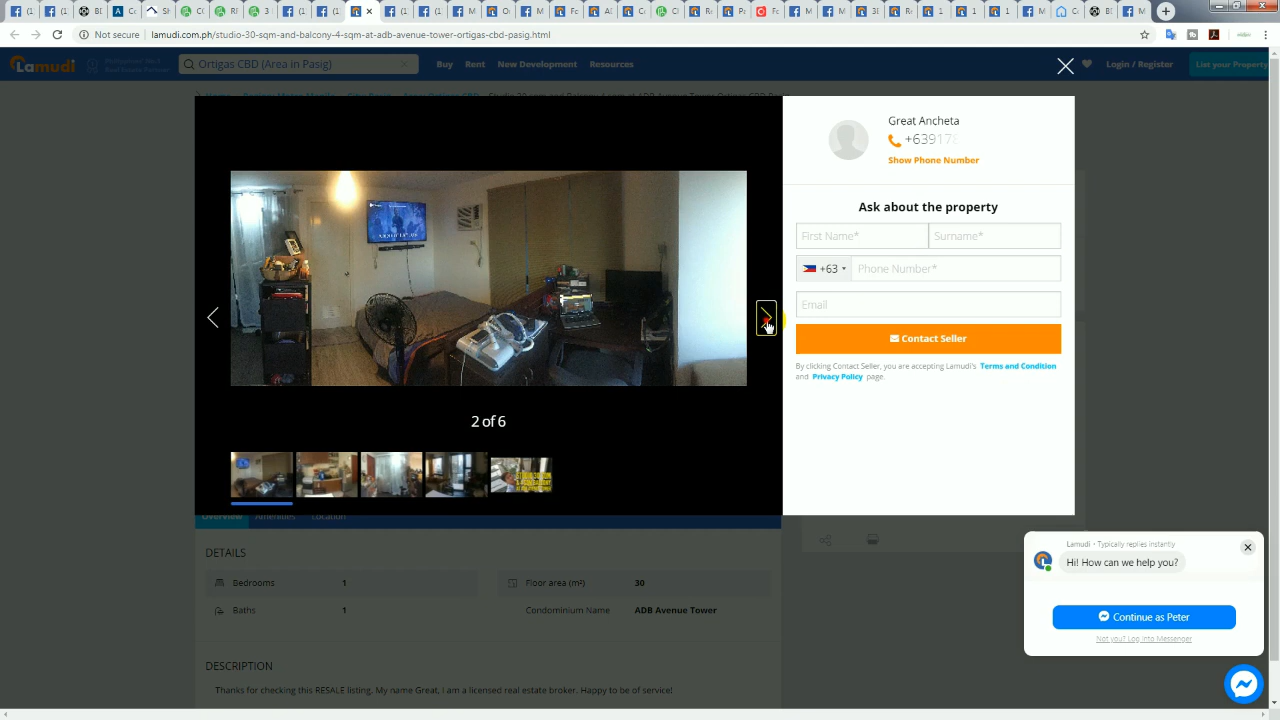 Not secure | lamudi.com.ph/studio-30-sqm-and-balcony-4-sqm-at-adb-avenue-tower-ortigas-cbd-pasig.html
Lamudi
Ortigas CBD (Area in Pasig)
Buy
Rent
New Development
Resources
Login / Register
List your Property
Great Ancheta
+639178
Show Phone Number
Ask about the property
First Name*
Surname*
+63
Phone Number*
Email
Contact Seller
By clicking Contact Seller, you are accepting Lamudi's Terms and Condition
and Privacy Policy page.
2 of 6
Overview
Amenities
Location
DETAILS
Bedrooms 1
Floor area (m²) 30
Baths 1
Condominium Name ADB Avenue Tower
DESCRIPTION
Thanks for checking this RESALE listing. My name Great, I am a licensed real estate broker. Happy to be of service!
Lamudi • Typically replies instantly
Hi! How can we help you?
Continue as Peter
Not you? Log into Messenger